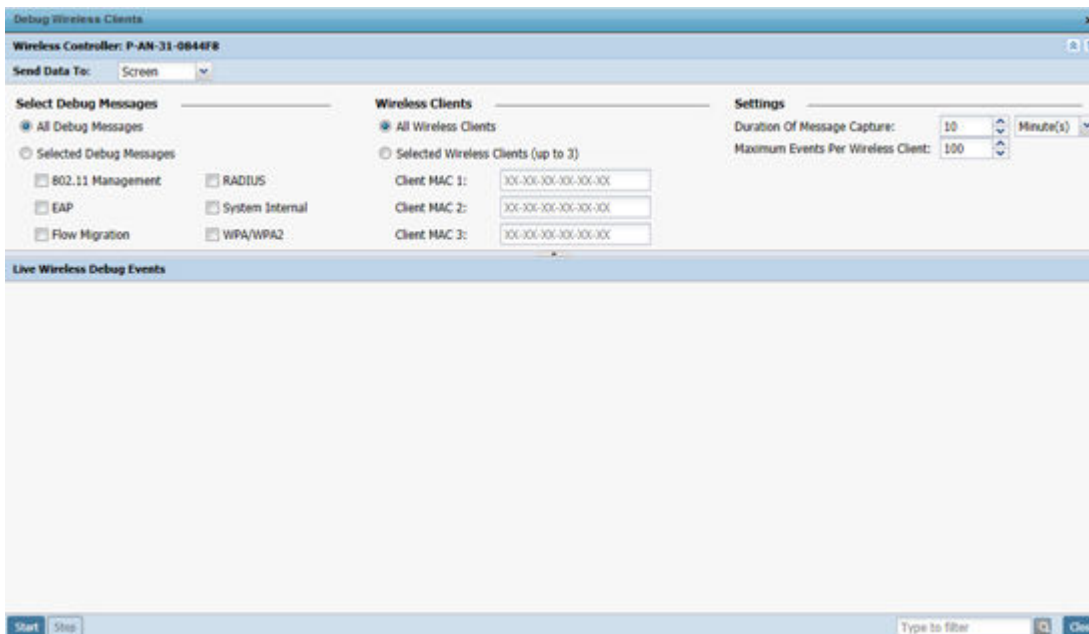 Debug Wireless Clients
Wireless Controller: P-AN-31-0844F8
Send Data To: Screen
Select Debug Messages
All Debug Messages
Selected Debug Messages
802.11 Management RADIUS
EAP System Internal
Flow Migration WPA/WPA2
Wireless Clients
All Wireless Clients
Selected Wireless Clients (up to 3)
Client MAC 1: XX-XX-XX-XX-XX-XX
Client MAC 2: XX-XX-XX-XX-XX-XX
Client MAC 3: XX-XX-XX-XX-XX-XX
Settings
Duration Of Message Capture: 10 Minute(s)
Maximum Events Per Wireless Client: 100
Live Wireless Debug Events
Start Stop Type to filter